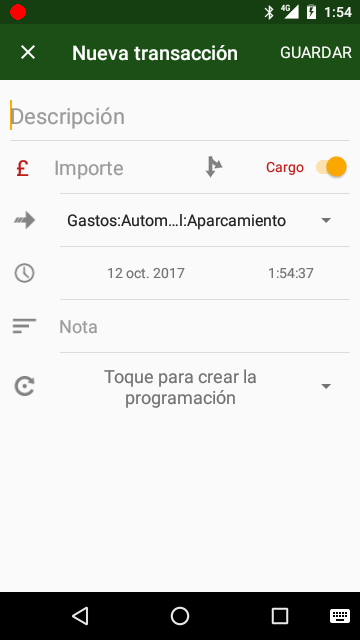 4G 1:54
Nueva transacción GUARDAR
Descripción
£ Importe Cargo
Gastos:Autom...l:Aparcamiento
12 oct. 2017 1:54:37
Nota
Toque para crear la
programación